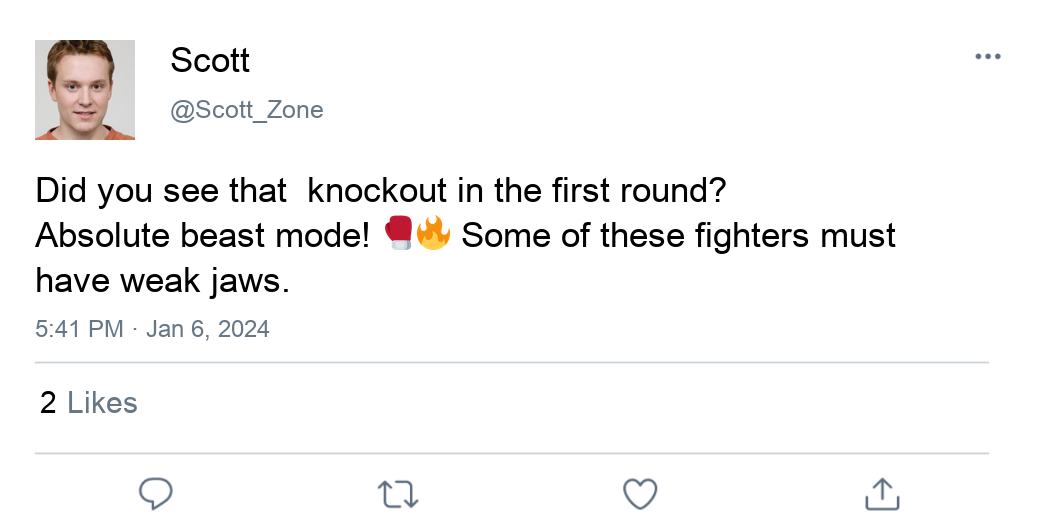 Scott
@Scott_Zone
Did you see that  knockout in the first round?
Absolute beast mode! 🥊🔥 Some of these fighters must
have weak jaws.
5:41 PM · Jan 6, 2024
2 Likes